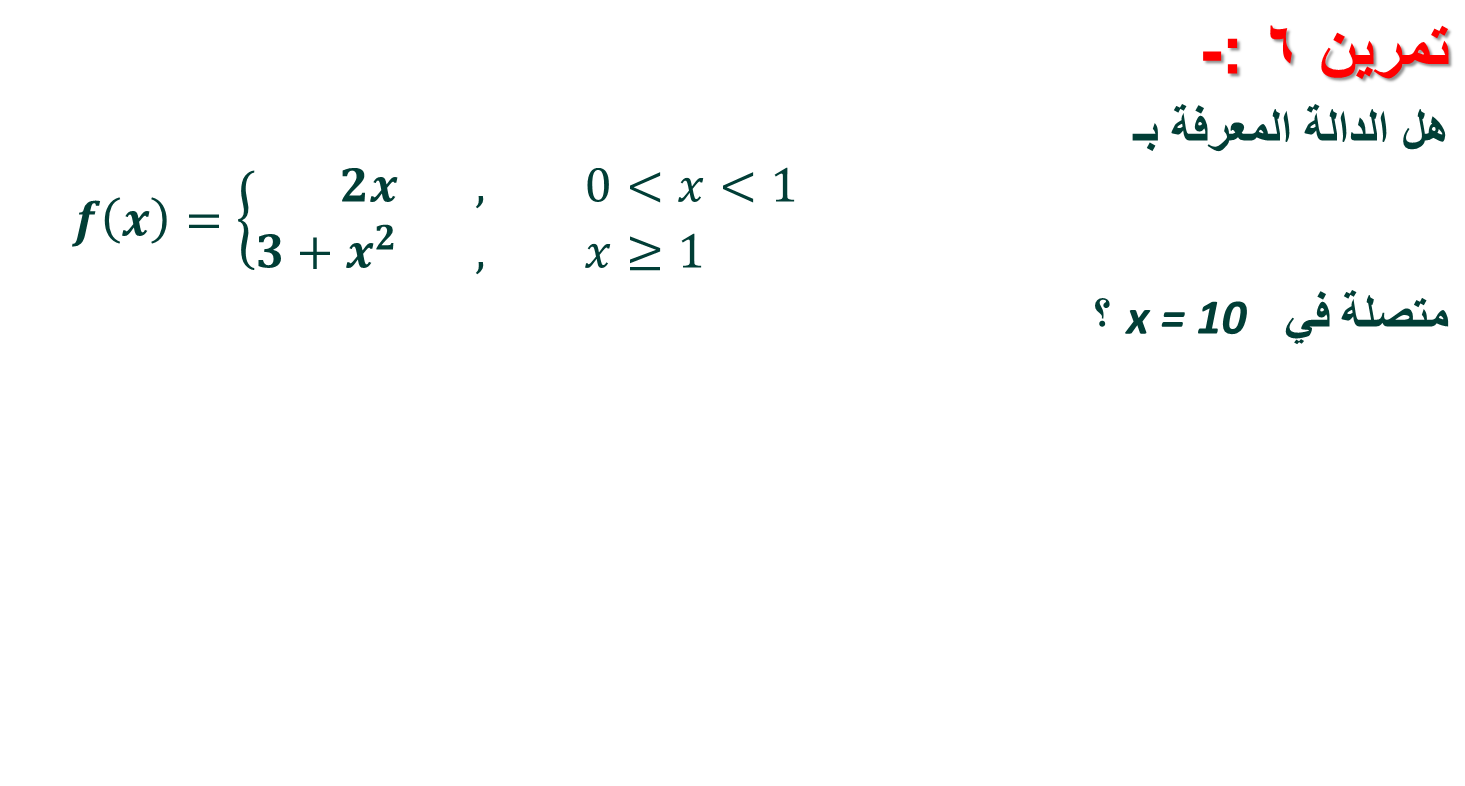 تمرين ٦ :-
هل الدالة المعرفة بـ
f(x) = { 2x , 0 < x < 1
3 + x² , x ≥ 1
متصلة في x = 10 ؟